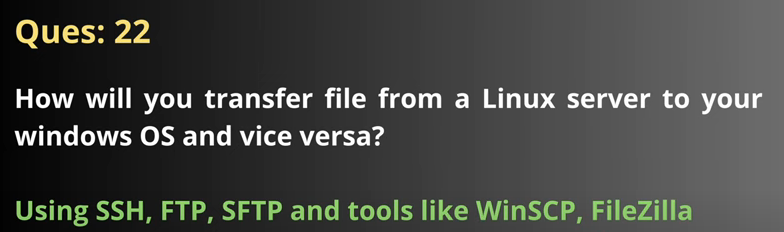 Ques: 22
How will you transfer file from a Linux server to your
windows OS and vice versa?
Using SSH, FTP, SFTP and tools like WinSCP, FileZilla